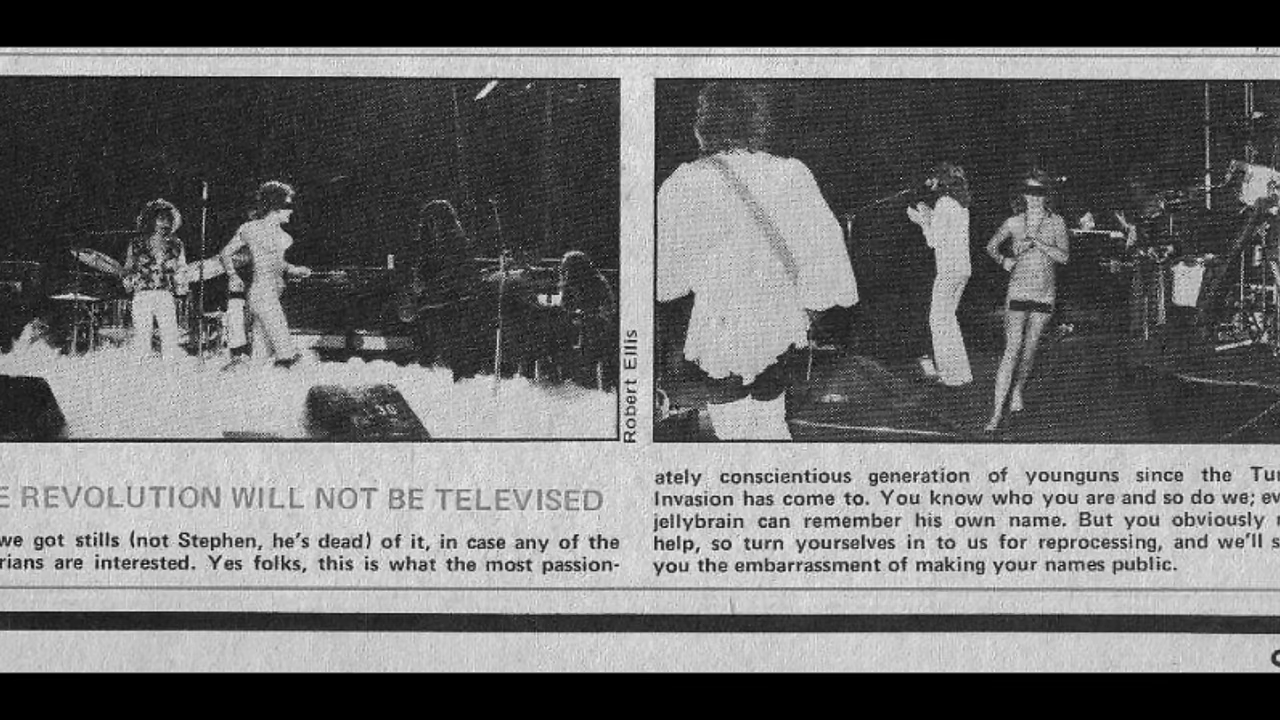 Robert Ellis
E REVOLUTION WILL NOT BE TELEVISED
we got stills (not Stephen, he's dead) of it, in case any of the
rians are interested. Yes folks, this is what the most passion-
ately conscientious generation of younguns since the Tu
Invasion has come to. You know who you are and so do we; ev
jellybrain can remember his own name. But you obviously
help, so turn yourselves in to us for reprocessing, and we'll s
you the embarrassment of making your names public.